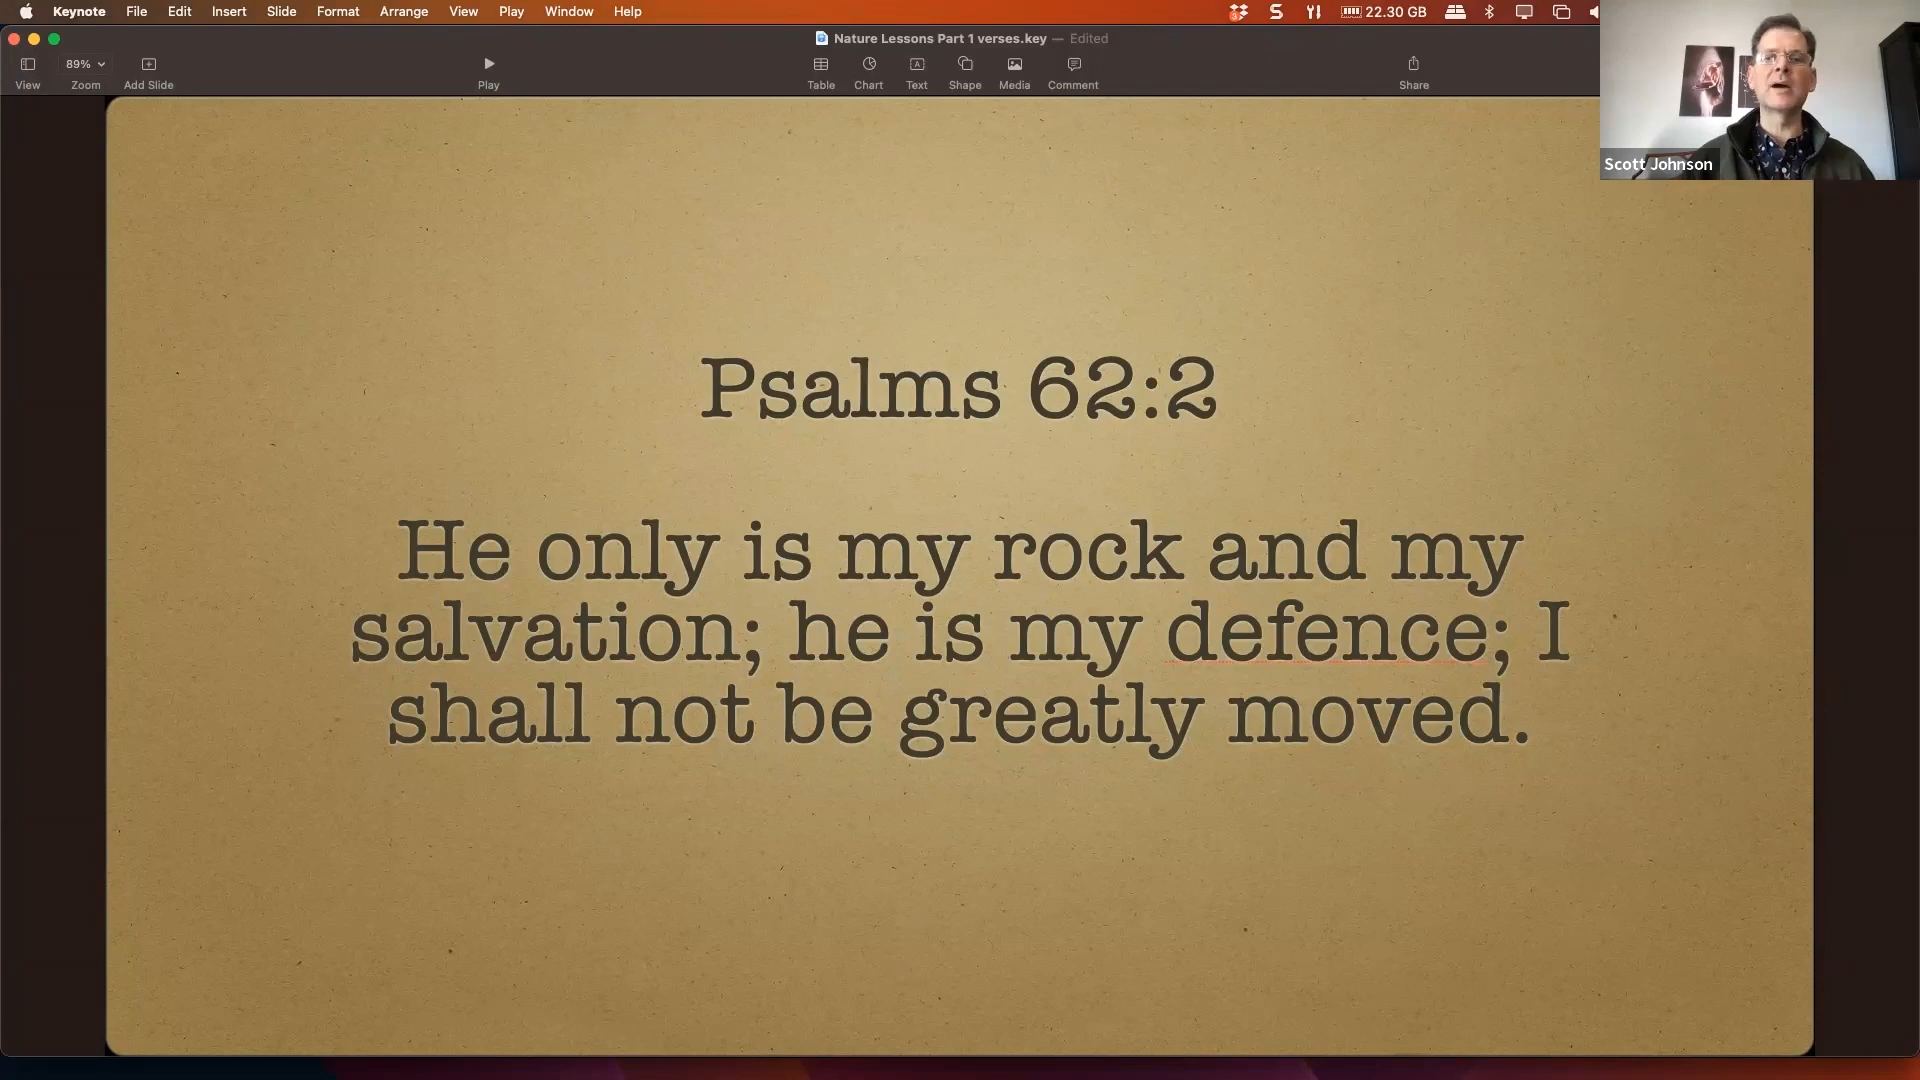 Keynote File Edit Insert Slide Format Arrange View Play Window Help 22.30 GB
Nature Lessons Part 1 verses.key — Edited
89%
View Zoom Add Slide Play Table Chart Text Shape Media Comment Share
Scott Johnson
Psalms 62:2
He only is my rock and my
salvation; he is my defence; I
shall not be greatly moved.